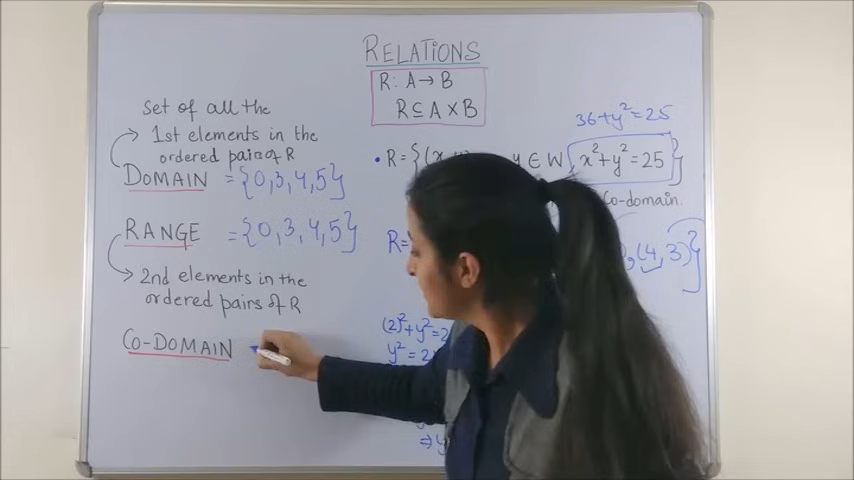 RELATIONS
R: A → B
R ⊆ A X B
Set of all the
1st elements in the
ordered pairs of R
DOMAIN = {0,3,4,5}
RANGE = {0,3,4,5}
2nd elements in the
ordered pairs of R
CO-DOMAIN
36+y²=25
• R = {(x, y ∈ W, x²+y²=25}
Co-domain.
R= (4,3)}
(2)²+y²=2
y² = 2
⇒ y